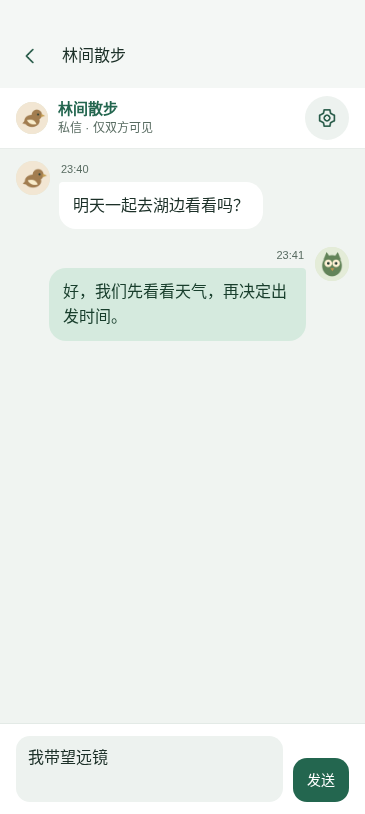 林间散步
林间散步
私信 · 仅双方可见
23:40
明天一起去湖边看看吗？
23:41
好，我们先看看天气，再决定出
发时间。
我带望远镜
发送